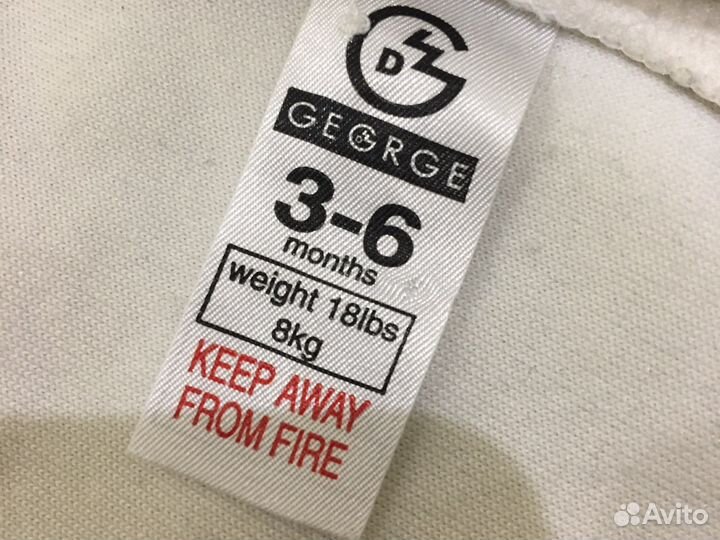 GEORGE
3-6
months
weight 18lbs
8kg
KEEP AWAY
FROM FIRE
Avito